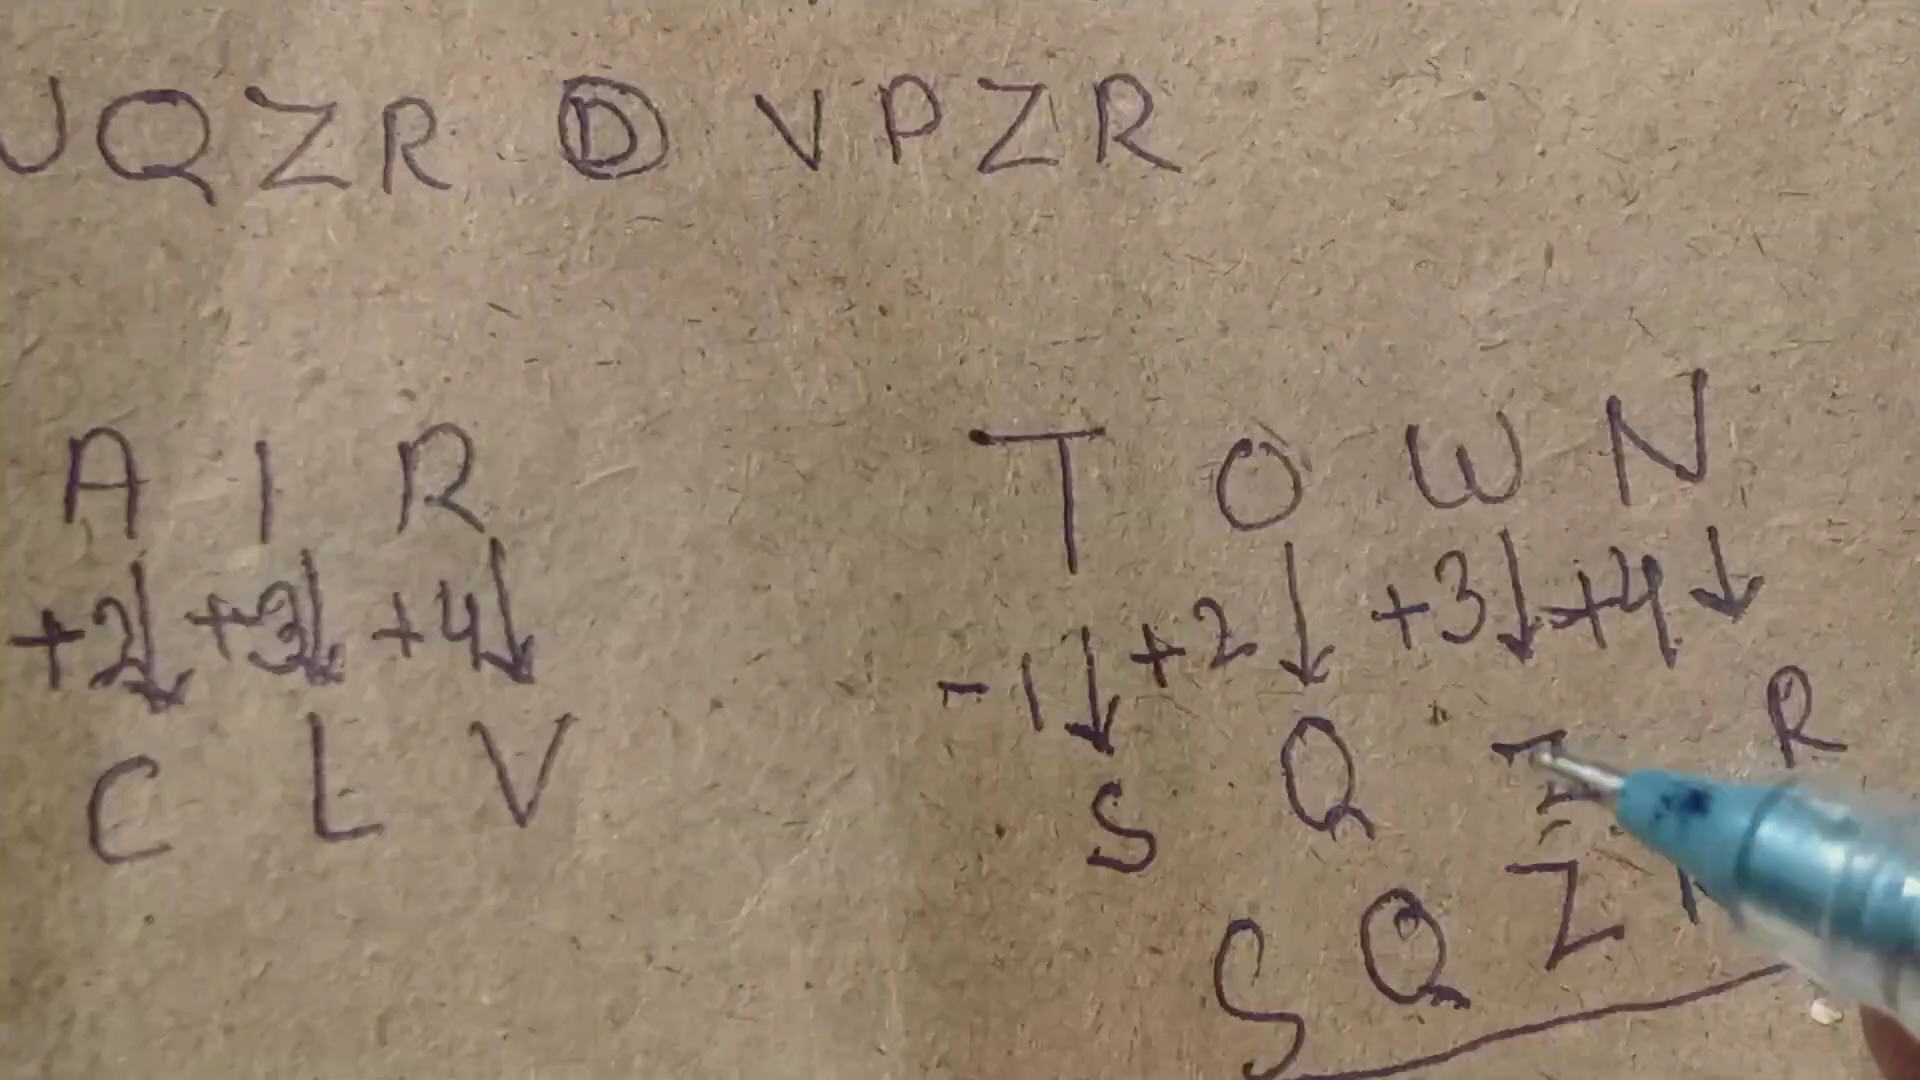 UQZR Ⓓ VPZR
A I R T O W N
+2 +3 +4 -1 +2 +3 +4
C L V S Q Z R
S Q Z